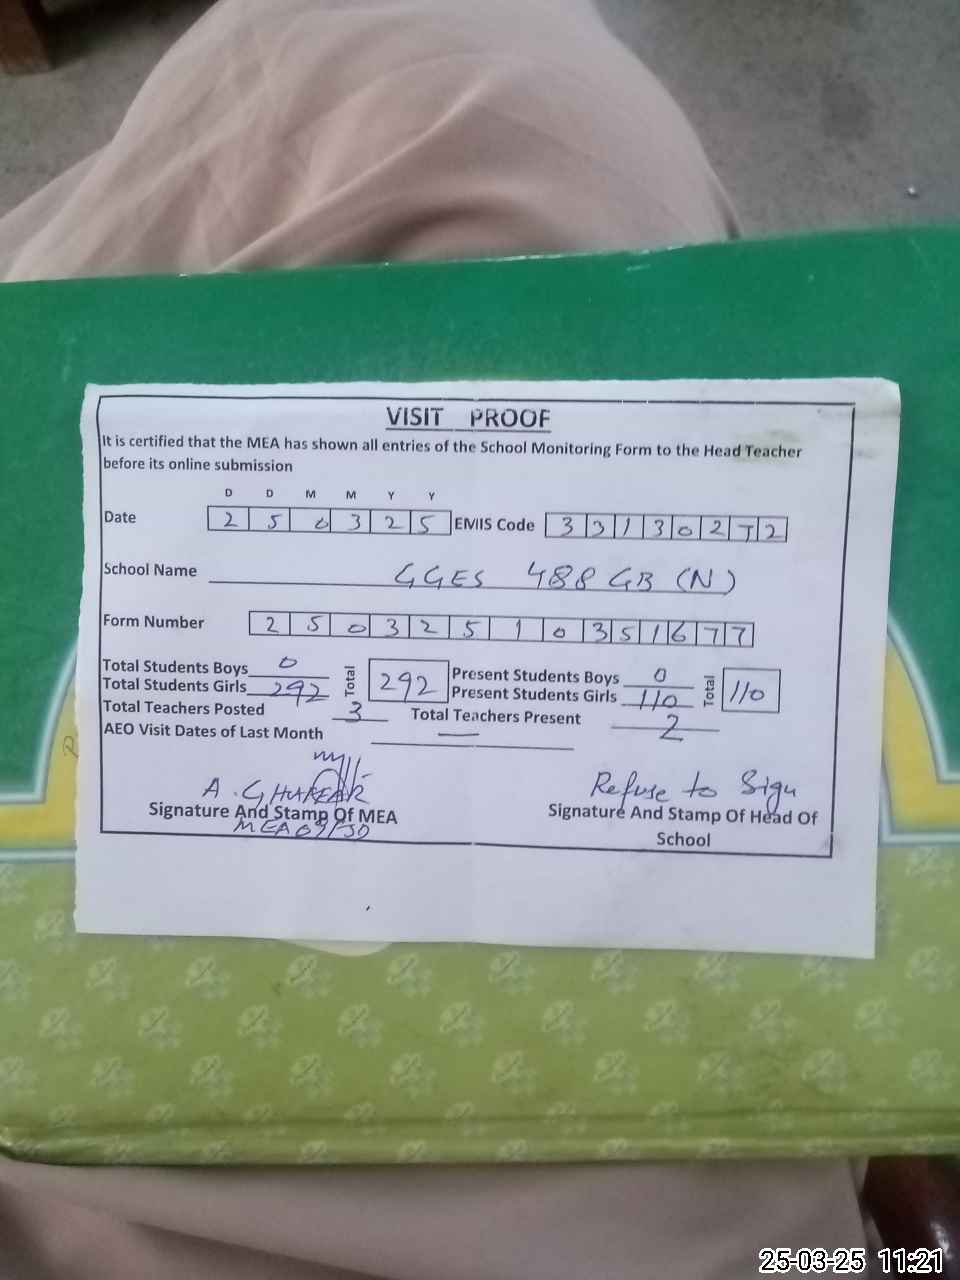 VISIT PROOF
It is certified that the MEA has shown all entries of the School Monitoring Form to the Head Teacher
before its online submission
D D M M Y Y
Date 2 5 0 3 2 5 EMIS Code 3 3 1 3 0 2 7 2
School Name GGES 488 GB (N)
Form Number 2 5 0 3 2 5 1 0 3 5 1 6 7 7
Total Students Boys 0 Total 292 Present Students Boys 0 Total 110
Total Students Girls 292 Present Students Girls 110
Total Teachers Posted 3 Total Teachers Present 2
AEO Visit Dates of Last Month —
A. GHAFFAR Refuse to Sign
Signature And Stamp Of MEA Signature And Stamp Of Head Of
School
25-03-25 11:21